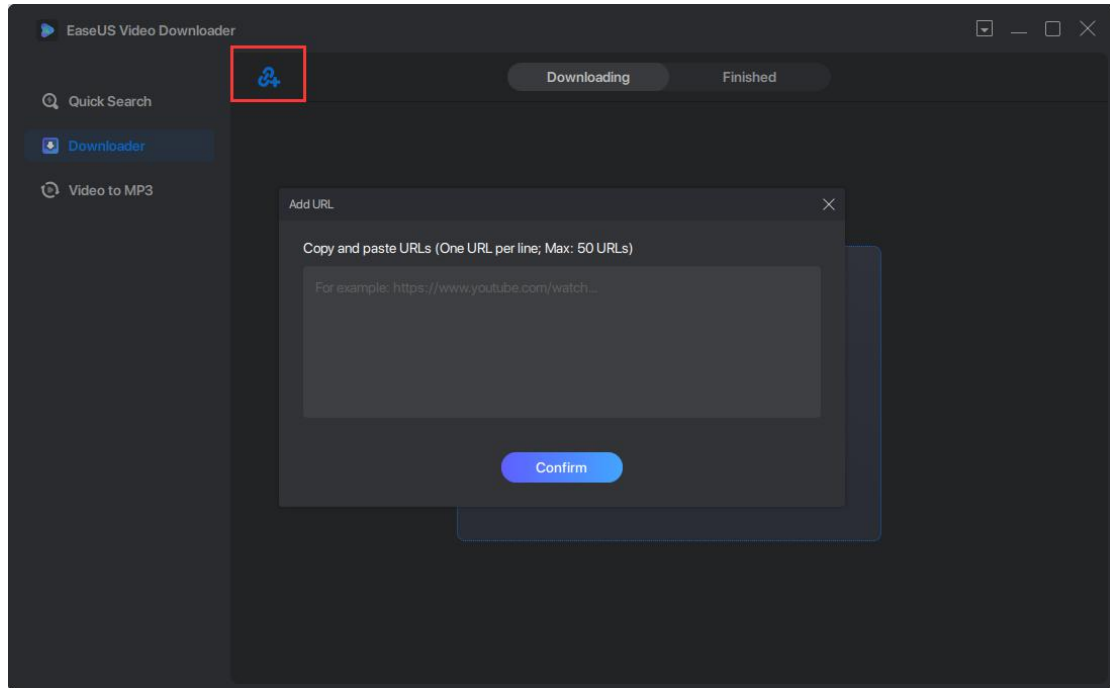 EaseUS Video Downloader
Downloading
Finished
Quick Search
Downloader
Video to MP3
Add URL
Copy and paste URLs (One URL per line; Max: 50 URLs)
For example: https://www.youtube.com/watch...
Confirm